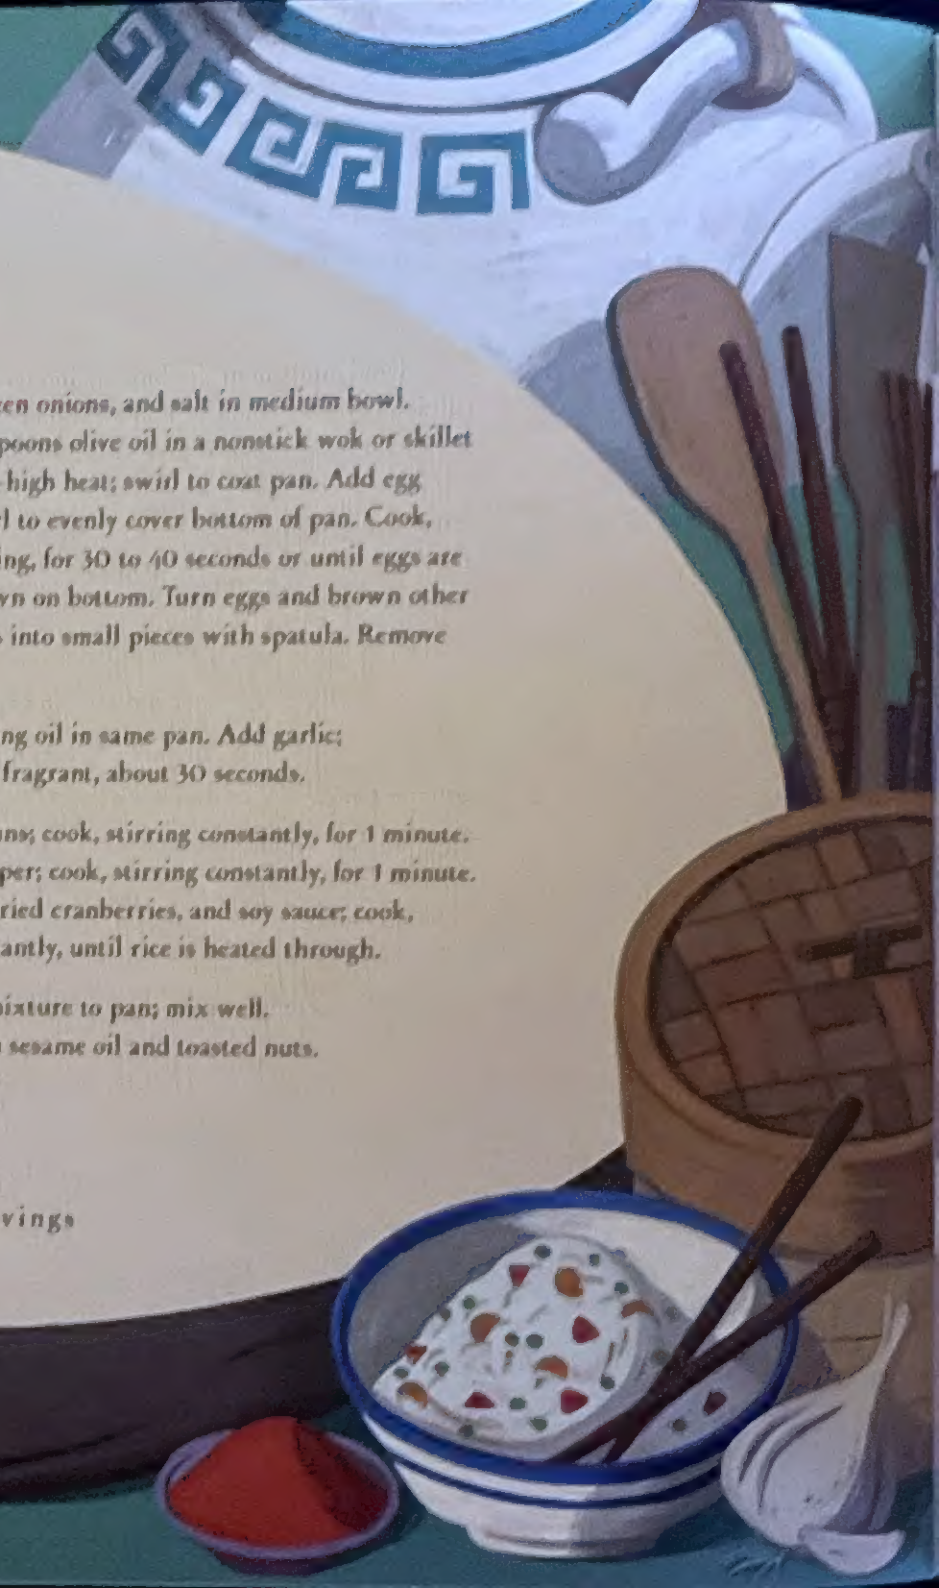 een onions, and salt in medium bowl.
poons olive oil in a nonstick wok or skillet
-high heat; swirl to coat pan. Add egg
l to evenly cover bottom of pan. Cook,
ing, for 30 to 40 seconds or until eggs are
wn on bottom. Turn eggs and brown other
s into small pieces with spatula. Remove
ng oil in same pan. Add garlic;
fragrant, about 30 seconds.
ans; cook, stirring constantly, for 1 minute.
per; cook, stirring constantly, for 1 minute.
ried cranberries, and soy sauce; cook,
antly, until rice is heated through.
mixture to pan; mix well.
sesame oil and toasted nuts.
vings